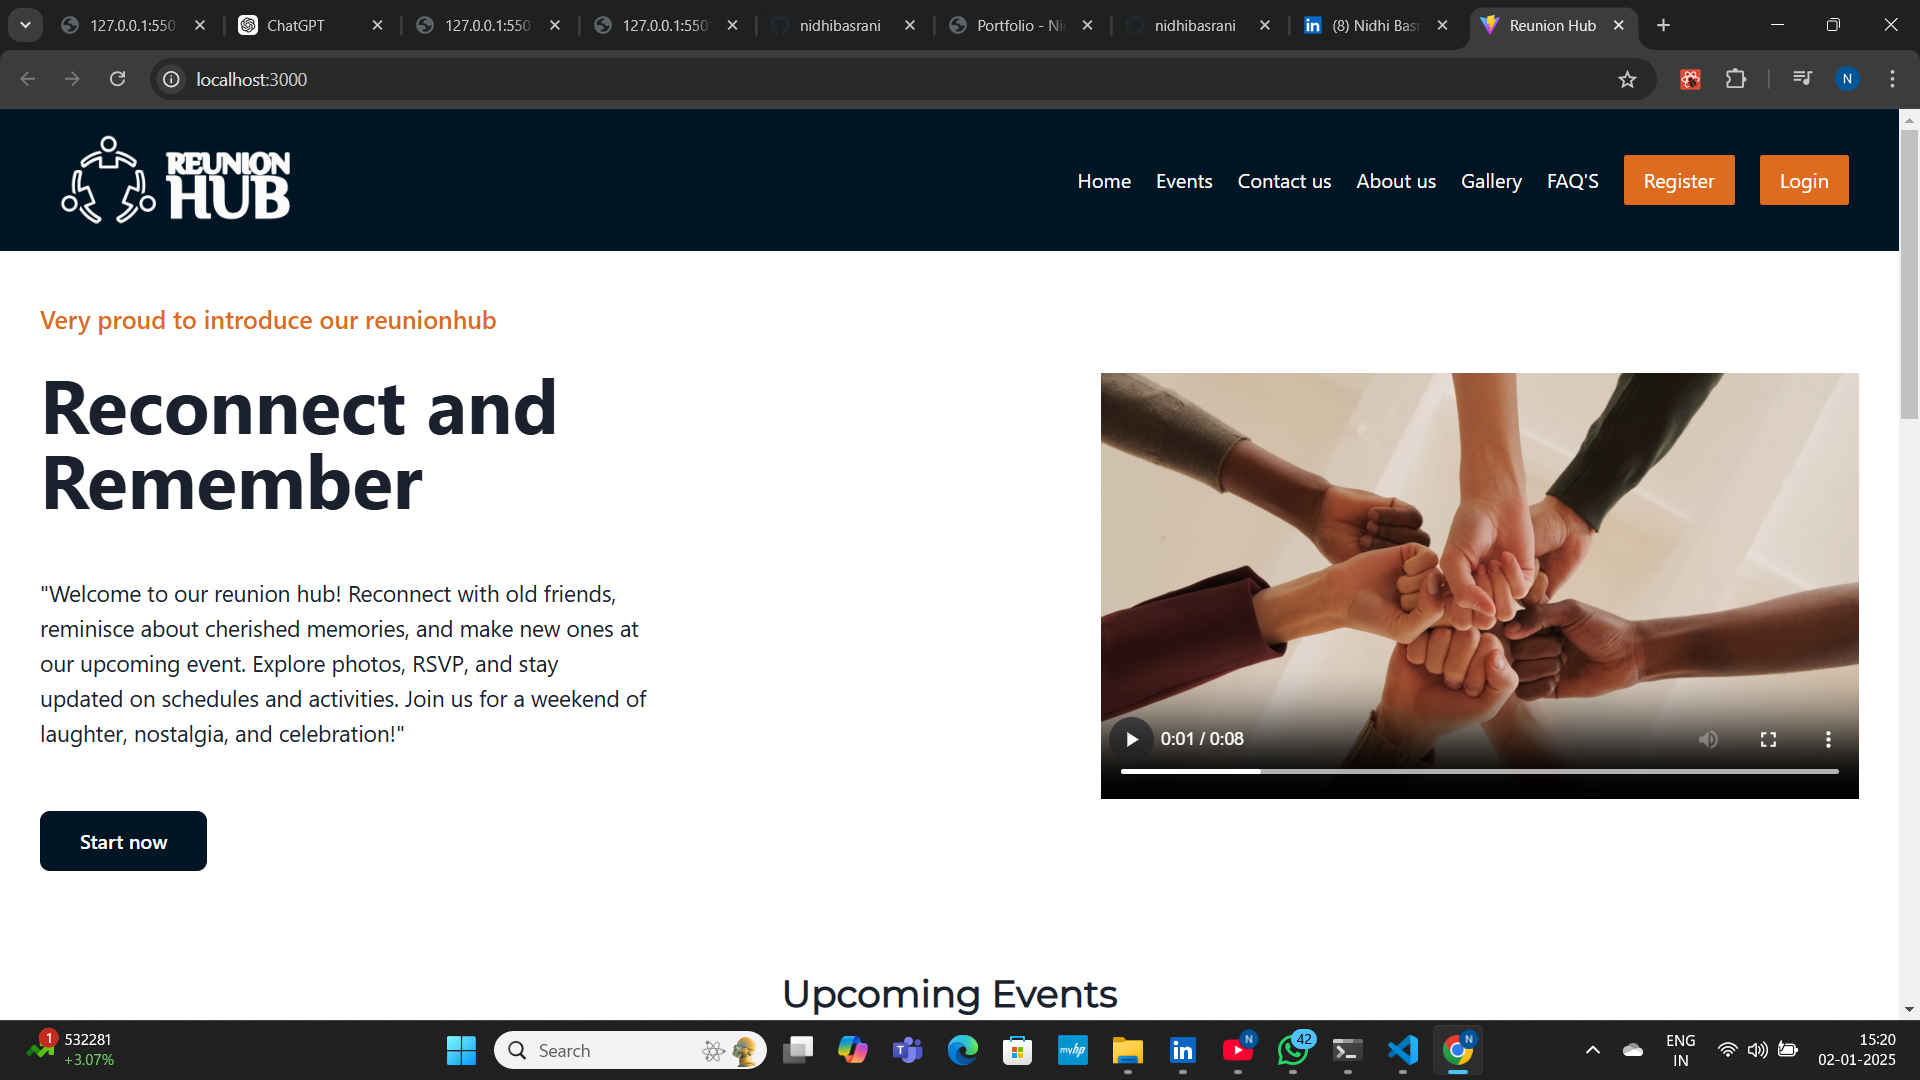 127.0.0.1:550
ChatGPT
127.0.0.1:550
127.0.0.1:550
nidhibasrani
Portfolio - Ni
nidhibasrani
(8) Nidhi Basr
Reunion Hub
localhost:3000
N
REUNION
HUB
Home
Events
Contact us
About us
Gallery
FAQ'S
Register
Login
Very proud to introduce our reunionhub
Reconnect and
Remember
"Welcome to our reunion hub! Reconnect with old friends,
reminisce about cherished memories, and make new ones at
our upcoming event. Explore photos, RSVP, and stay
updated on schedules and activities. Join us for a weekend of
laughter, nostalgia, and celebration!"
0:01 / 0:08
Start now
Upcoming Events
1
532281
+3.07%
Search
myhp
N
42
N
ENG
IN
15:20
02-01-2025